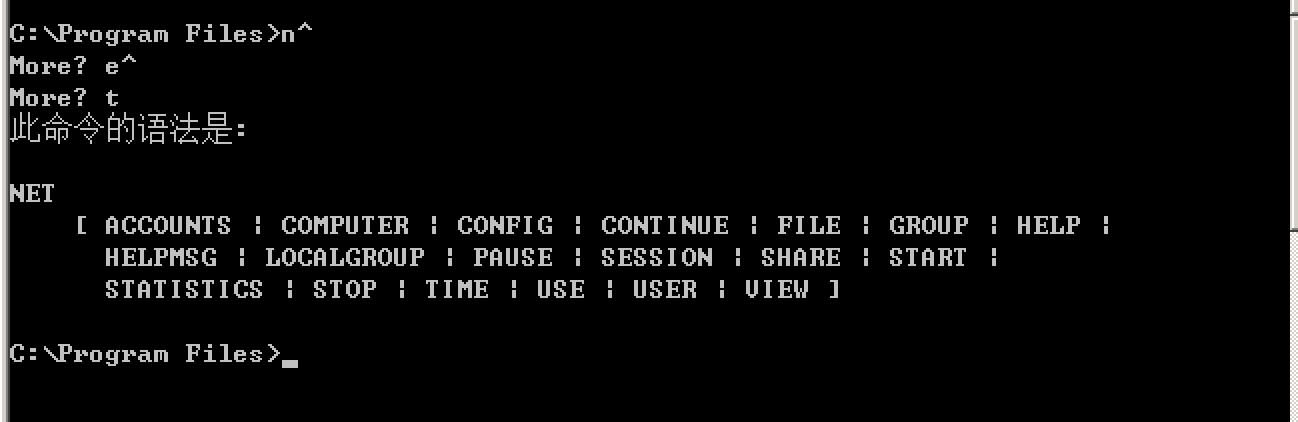 C:\Program Files>n^
More? e^
More? t
此命令的语法是:
NET
[ ACCOUNTS | COMPUTER | CONFIG | CONTINUE | FILE | GROUP | HELP |
HELPMSG | LOCALGROUP | PAUSE | SESSION | SHARE | START |
STATISTICS | STOP | TIME | USE | USER | VIEW ]
C:\Program Files>_